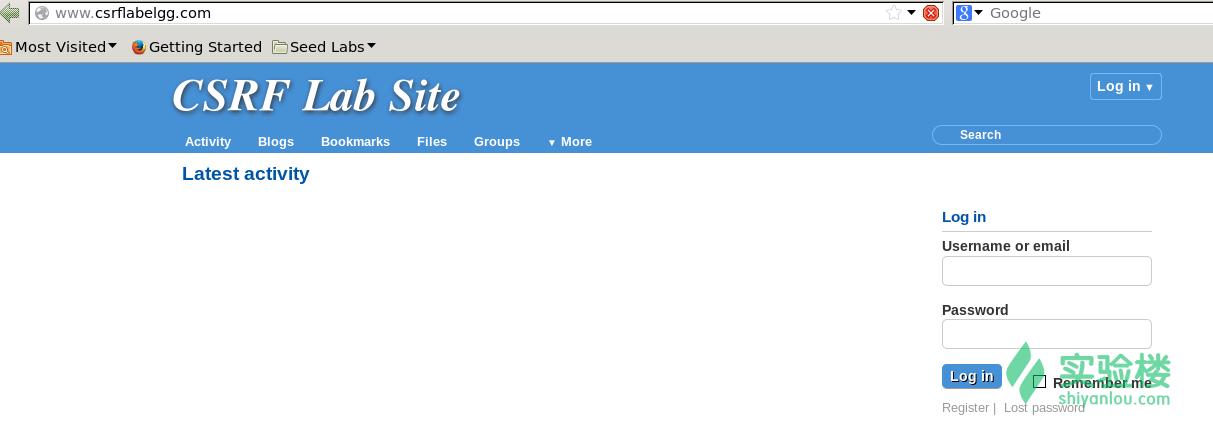 www.csrflabelgg.com
Google
Most Visited Getting Started Seed Labs
CSRF Lab Site
Log in ▼
Activity Blogs Bookmarks Files Groups ▼ More
Search
Latest activity
Log in
Username or email
Password
Log in
Remember me
实验楼
shiyanlou.com
Register | Lost password